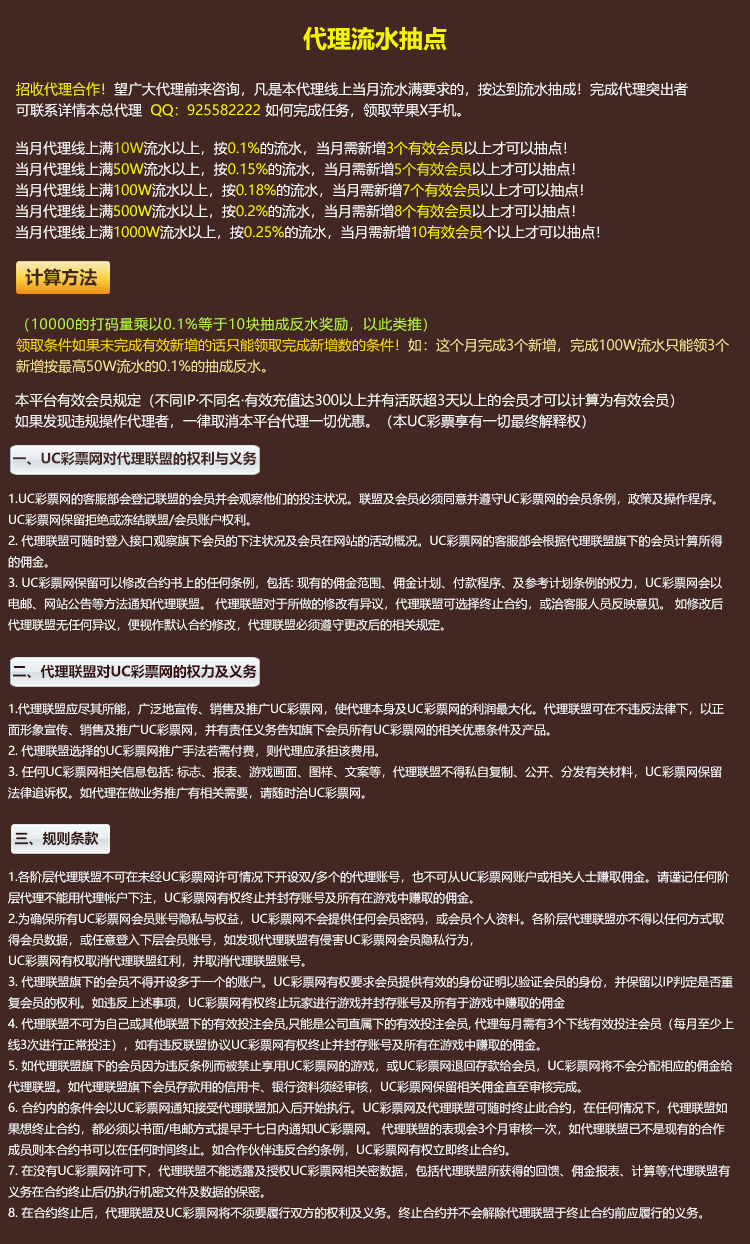 代理流水抽点
招收代理合作！望广大代理前来咨询，凡是本代理线上当月流水满要求的，按达到流水抽成！完成代理突出者
可联系详情本总代理 QQ：925582222 如何完成任务，领取苹果X手机。
当月代理线上满10W流水以上，按0.1%的流水，当月需新增3个有效会员以上才可以抽点！
当月代理线上满50W流水以上，按0.15%的流水，当月需新增5个有效会员以上才可以抽点！
当月代理线上满100W流水以上，按0.18%的流水，当月需新增7个有效会员以上才可以抽点！
当月代理线上满500W流水以上，按0.2%的流水，当月需新增8个有效会员以上才可以抽点！
当月代理线上满1000W流水以上，按0.25%的流水，当月需新增10有效会员个以上才可以抽点！
计算方法
（10000的打码量乘以0.1%等于10块抽成反水奖励，以此类推）
领取条件如果未完成有效新增的话只能领取完成新增数的条件！如：这个月完成3个新增，完成100W流水只能领3个
新增按最高50W流水的0.1%的抽成反水。
本平台有效会员规定（不同IP·不同名·有效充值达300以上并有活跃超3天以上的会员才可以计算为有效会员）
如果发现违规操作代理者，一律取消本平台代理一切优惠。（本UC彩票享有一切最终解释权）
一、UC彩票网对代理联盟的权利与义务
1.UC彩票网的客服部会登记联盟的会员并会观察他们的投注状况。联盟及会员必须同意并遵守UC彩票网的会员条例，政策及操作程序。
UC彩票网保留拒绝或冻结联盟/会员账户权利。
2. 代理联盟可随时登入接口观察旗下会员的下注状况及会员在网站的活动概况。UC彩票网的客服部会根据代理联盟旗下的会员计算所得
的佣金。
3. UC彩票网保留可以修改合约书上的任何条例，包括: 现有的佣金范围、佣金计划、付款程序、及参考计划条例的权力，UC彩票网会以
电邮、网站公告等方法通知代理联盟。 代理联盟对于所做的修改有异议，代理联盟可选择终止合约，或洽客服人员反映意见。 如修改后
代理联盟无任何异议，便视作默认合约修改，代理联盟必须遵守更改后的相关规定。
二、代理联盟对UC彩票网的权力及义务
1.代理联盟应尽其所能，广泛地宣传、销售及推广UC彩票网，使代理本身及UC彩票网的利润最大化。代理联盟可在不违反法律下，以正
面形象宣传、销售及推广UC彩票网，并有责任义务告知旗下会员所有UC彩票网的相关优惠条件及产品。
2. 代理联盟选择的UC彩票网推广手法若需付费，则代理应承担该费用。
3. 任何UC彩票网相关信息包括: 标志、报表、游戏画面、图样、文案等，代理联盟不得私自复制、公开、分发有关材料，UC彩票网保留
法律追诉权。如代理在做业务推广有相关需要，请随时洽UC彩票网。
三、规则条款
1.各阶层代理联盟不可在未经UC彩票网许可情况下开设双/多个的代理账号，也不可从UC彩票网账户或相关人士赚取佣金。请谨记任何阶
层代理不能用代理帐户下注，UC彩票网有权终止并封存账号及所有在游戏中赚取的佣金。
2.为确保所有UC彩票网会员账号隐私与权益，UC彩票网不会提供任何会员密码，或会员个人资料。各阶层代理联盟亦不得以任何方式取
得会员数据，或任意登入下层会员账号，如发现代理联盟有侵害UC彩票网会员隐私行为，
UC彩票网有权取消代理联盟红利，并取消代理联盟账号。
3. 代理联盟旗下的会员不得开设多于一个的账户。UC彩票网有权要求会员提供有效的身份证明以验证会员的身份，并保留以IP判定是否重
复会员的权利。如违反上述事项，UC彩票网有权终止玩家进行游戏并封存账号及所有于游戏中赚取的佣金
4. 代理联盟不可为自己或其他联盟下的有效投注会员,只能是公司直属下的有效投注会员, 代理每月需有3个下线有效投注会员（每月至少上
线3次进行正常投注），如有违反联盟协议UC彩票网有权终止并封存账号及所有在游戏中赚取的佣金。
5. 如代理联盟旗下的会员因为违反条例而被禁止享用UC彩票网的游戏，或UC彩票网退回存款给会员，UC彩票网将不会分配相应的佣金给
代理联盟。如代理联盟旗下会员存款用的信用卡、银行资料须经审核，UC彩票网保留相关佣金直至审核完成。
6. 合约内的条件会以UC彩票网通知接受代理联盟加入后开始执行。UC彩票网及代理联盟可随时终止此合约，在任何情况下，代理联盟如
果想终止合约，都必须以书面/电邮方式提早于七日内通知UC彩票网。 代理联盟的表现会3个月审核一次，如代理联盟已不是现有的合作
成员则本合约书可以在任何时间终止。如合作伙伴违反合约条例，UC彩票网有权立即终止合约。
7. 在没有UC彩票网许可下，代理联盟不能透露及授权UC彩票网相关密数据，包括代理联盟所获得的回馈、佣金报表、计算等;代理联盟有
义务在合约终止后仍执行机密文件及数据的保密。
8. 在合约终止后，代理联盟及UC彩票网将不须要履行双方的权利及义务。终止合约并不会解除代理联盟于终止合约前应履行的义务。